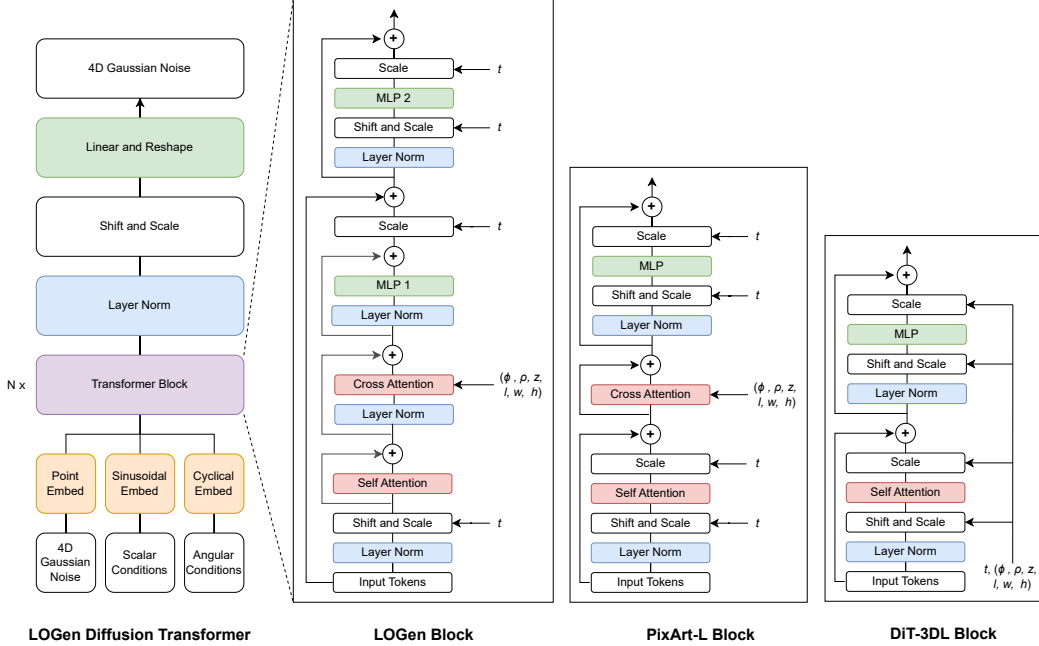 4D Gaussian Noise
Linear and Reshape
Shift and Scale
Layer Norm
N x
Transformer Block
Point
Embed
Sinusoidal
Embed
Cyclical
Embed
4D
Gaussian
Noise
Scalar
Conditions
Angular
Conditions
LOGen Diffusion Transformer
+
Scale
t
MLP 2
Shift and Scale
t
Layer Norm
+
Scale
t
+
MLP 1
Layer Norm
+
Cross Attention
(ϕ , ρ, z,
l, w, h)
Layer Norm
+
Self Attention
Shift and Scale
t
Layer Norm
Input Tokens
LOGen Block
+
Scale
t
MLP
Shift and Scale
t
Layer Norm
+
Cross Attention
(ϕ , ρ, z,
l, w, h)
+
Scale
t
Self Attention
Shift and Scale
t
Layer Norm
Input Tokens
PixArt-L Block
+
Scale
MLP
Shift and Scale
Layer Norm
+
Scale
Self Attention
Shift and Scale
Layer Norm
Input Tokens
t, (ϕ , ρ, z,
l, w, h)
DiT-3DL Block